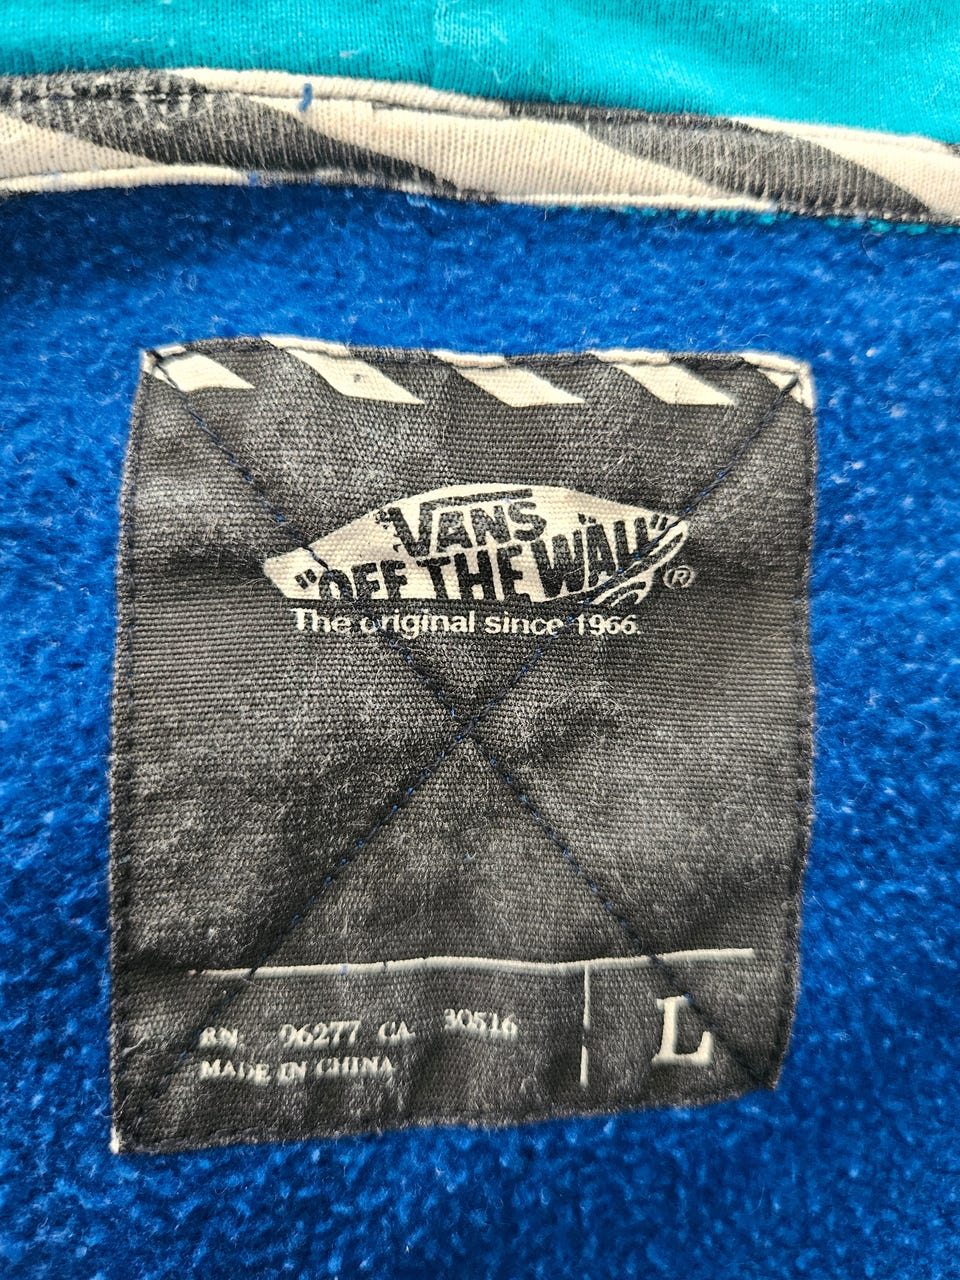 VANS
"OFF THE WALL" ®
The original since 1966.
RN 96277 CA 30516
MADE IN CHINA
L